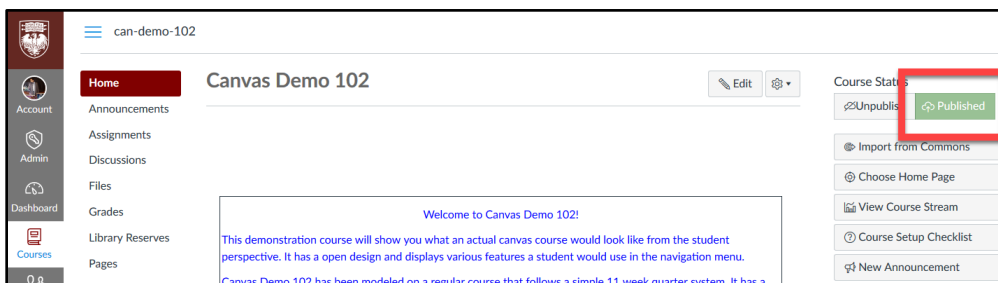 can-demo-102
Account
Admin
Dashboard
Courses
Home
Announcements
Assignments
Discussions
Files
Grades
Library Reserves
Pages
Canvas Demo 102
Edit
Welcome to Canvas Demo 102!
This demonstration course will show you what an actual canvas course would look like from the student
perspective. It has a open design and displays various features a student would use in the navigation menu.
Canvas Demo 102 has been modeled on a regular course that follows a simple 11 week quarter system. It has a
Course Status
Unpublis Published
Import from Commons
Choose Home Page
View Course Stream
Course Setup Checklist
New Announcement